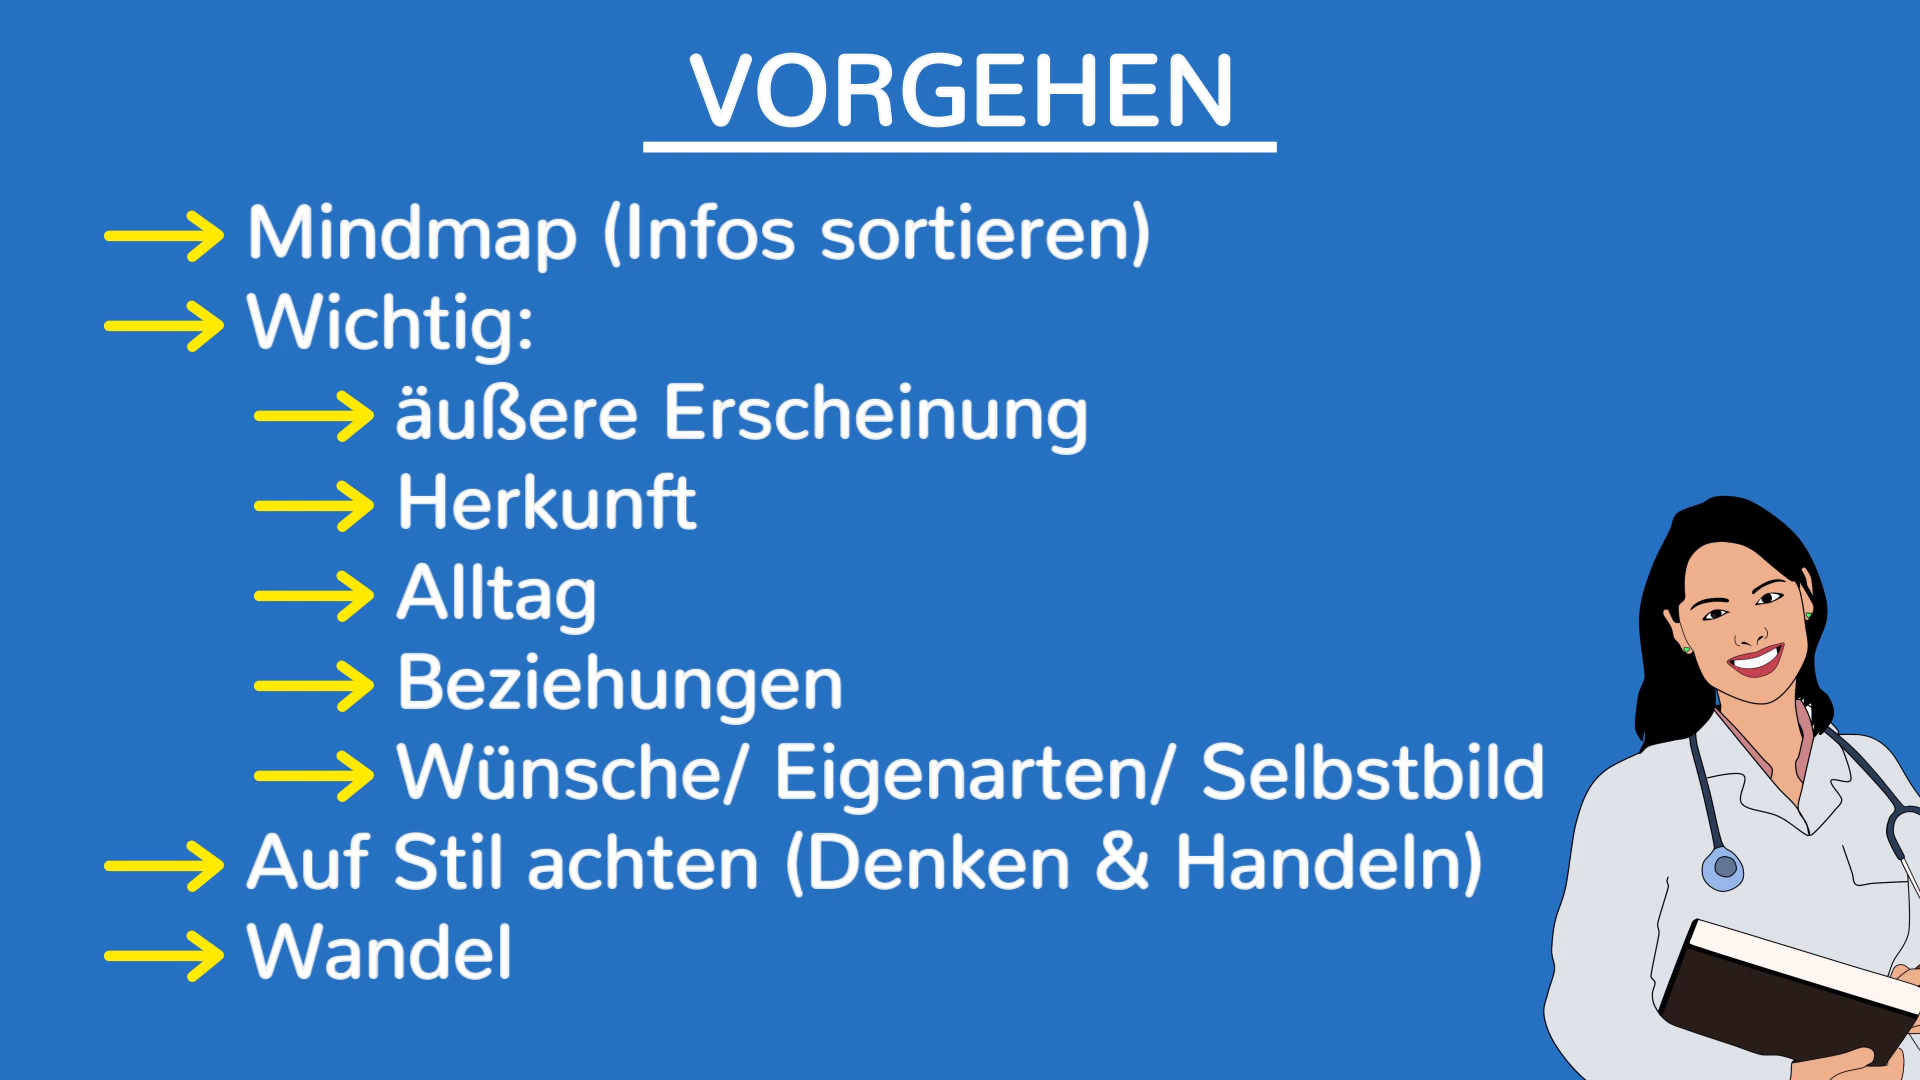 VORGEHEN
Mindmap (Infos sortieren)
Wichtig:
äußere Erscheinung
Herkunft
Alltag
Beziehungen
Wünsche/ Eigenarten/ Selbstbild
Auf Stil achten (Denken & Handeln)
Wandel